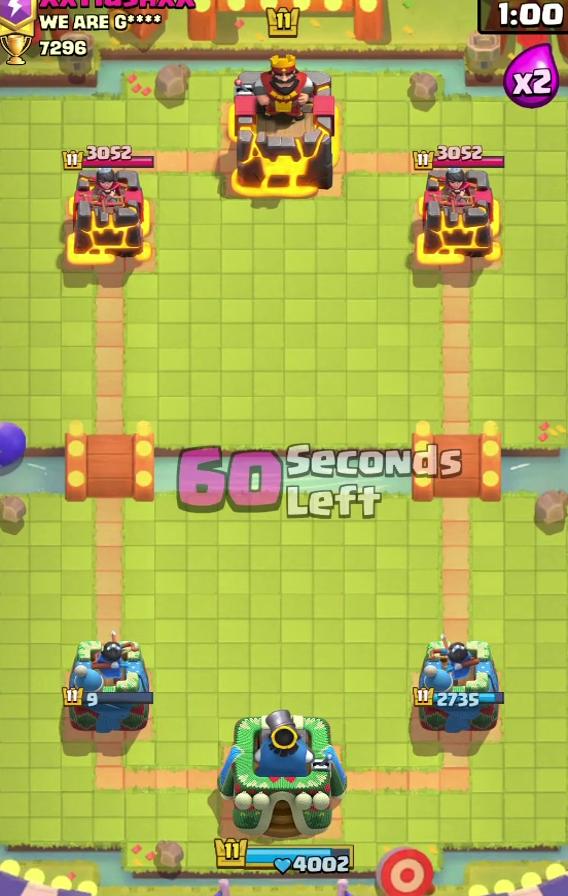 WE ARE G****
7296
11
1:00
x2
11 3052
11 3052
60 Seconds
Left
11 9
11 2735
11 4002